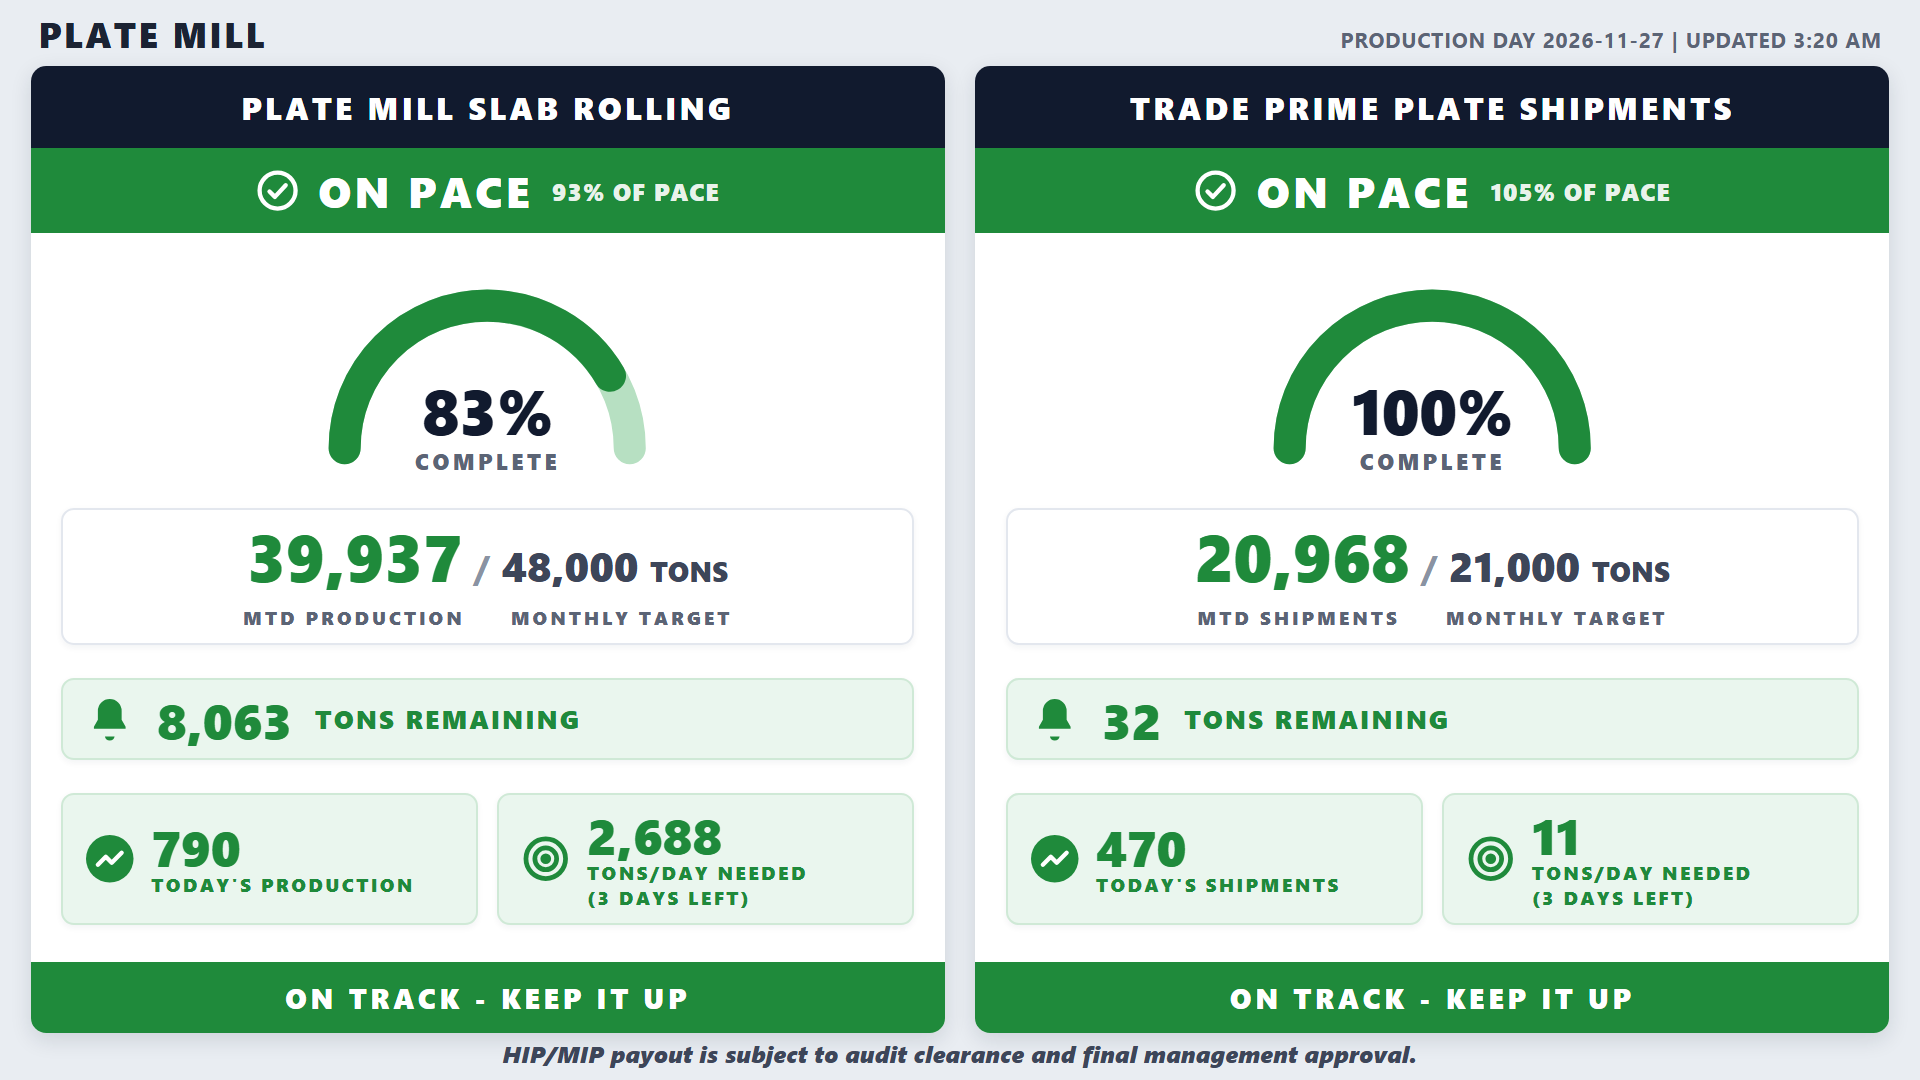 PLATE MILL
PRODUCTION DAY 2026-11-27 | UPDATED 3:20 AM
PLATE MILL SLAB ROLLING
ON PACE 93% OF PACE
83%
COMPLETE
39,937 / 48,000 TONS
MTD PRODUCTION MONTHLY TARGET
8,063 TONS REMAINING
790
TODAY'S PRODUCTION
2,688
TONS/DAY NEEDED
(3 DAYS LEFT)
ON TRACK - KEEP IT UP
TRADE PRIME PLATE SHIPMENTS
ON PACE 105% OF PACE
100%
COMPLETE
20,968 / 21,000 TONS
MTD SHIPMENTS MONTHLY TARGET
32 TONS REMAINING
470
TODAY'S SHIPMENTS
11
TONS/DAY NEEDED
(3 DAYS LEFT)
ON TRACK - KEEP IT UP
HIP/MIP payout is subject to audit clearance and final management approval.